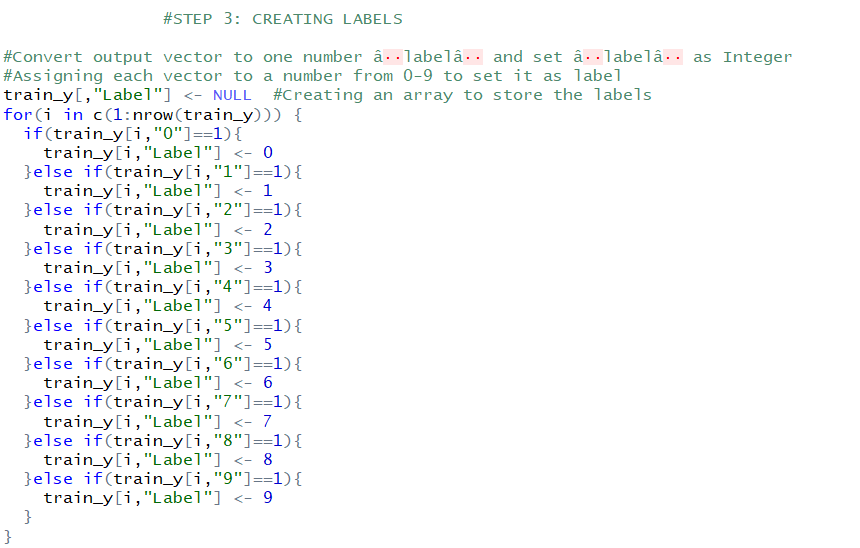 #STEP 3: CREATING LABELS
#Convert output vector to one number â··labelâ·· and set â··labelâ·· as Integer
#Assigning each vector to a number from 0-9 to set it as label
train_y[,"Label"] <- NULL  #Creating an array to store the labels
for(i in c(1:nrow(train_y))) {
  if(train_y[i,"0"]==1){
    train_y[i,"Label"] <- 0
  }else if(train_y[i,"1"]==1){
    train_y[i,"Label"] <- 1
  }else if(train_y[i,"2"]==1){
    train_y[i,"Label"] <- 2
  }else if(train_y[i,"3"]==1){
    train_y[i,"Label"] <- 3
  }else if(train_y[i,"4"]==1){
    train_y[i,"Label"] <- 4
  }else if(train_y[i,"5"]==1){
    train_y[i,"Label"] <- 5
  }else if(train_y[i,"6"]==1){
    train_y[i,"Label"] <- 6
  }else if(train_y[i,"7"]==1){
    train_y[i,"Label"] <- 7
  }else if(train_y[i,"8"]==1){
    train_y[i,"Label"] <- 8
  }else if(train_y[i,"9"]==1){
    train_y[i,"Label"] <- 9
  }
}